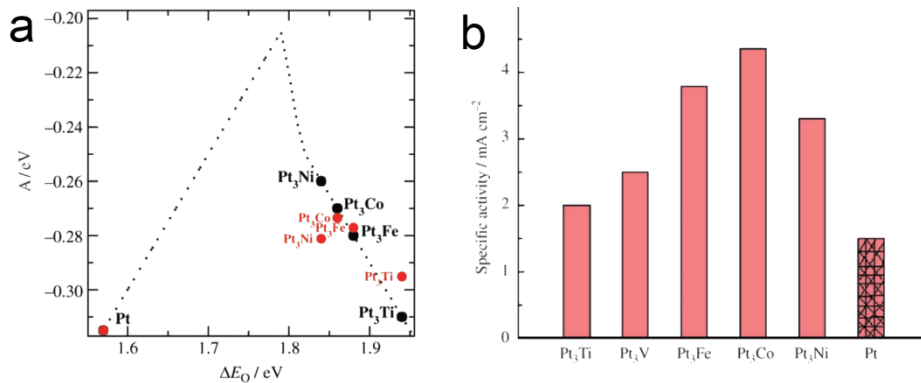 a
−0.20
−0.22
−0.24
−0.26
−0.28
−0.30
A / eV
Pt₃Ni
Pt₃Co
Pt₃Co
Pt₃Fe
Pt₃Fe
Pt₃Ni
Pt₃Ti
Pt₃Ti
Pt
1.6
1.7
1.8
1.9
ΔE_O / eV
b
4
3
2
1
0
Specific activity / mA cm⁻²
Pt₃Ti
Pt₃V
Pt₃Fe
Pt₃Co
Pt₃Ni
Pt